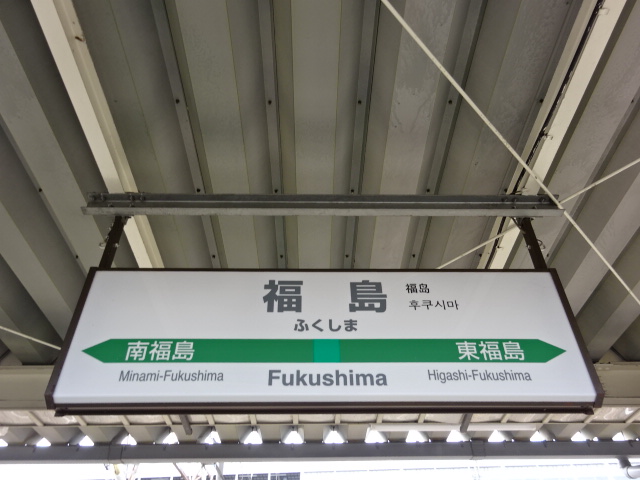 福島 福岛
후쿠시마
ふくしま
南福島 東福島
Minami-Fukushima Fukushima Higashi-Fukushima